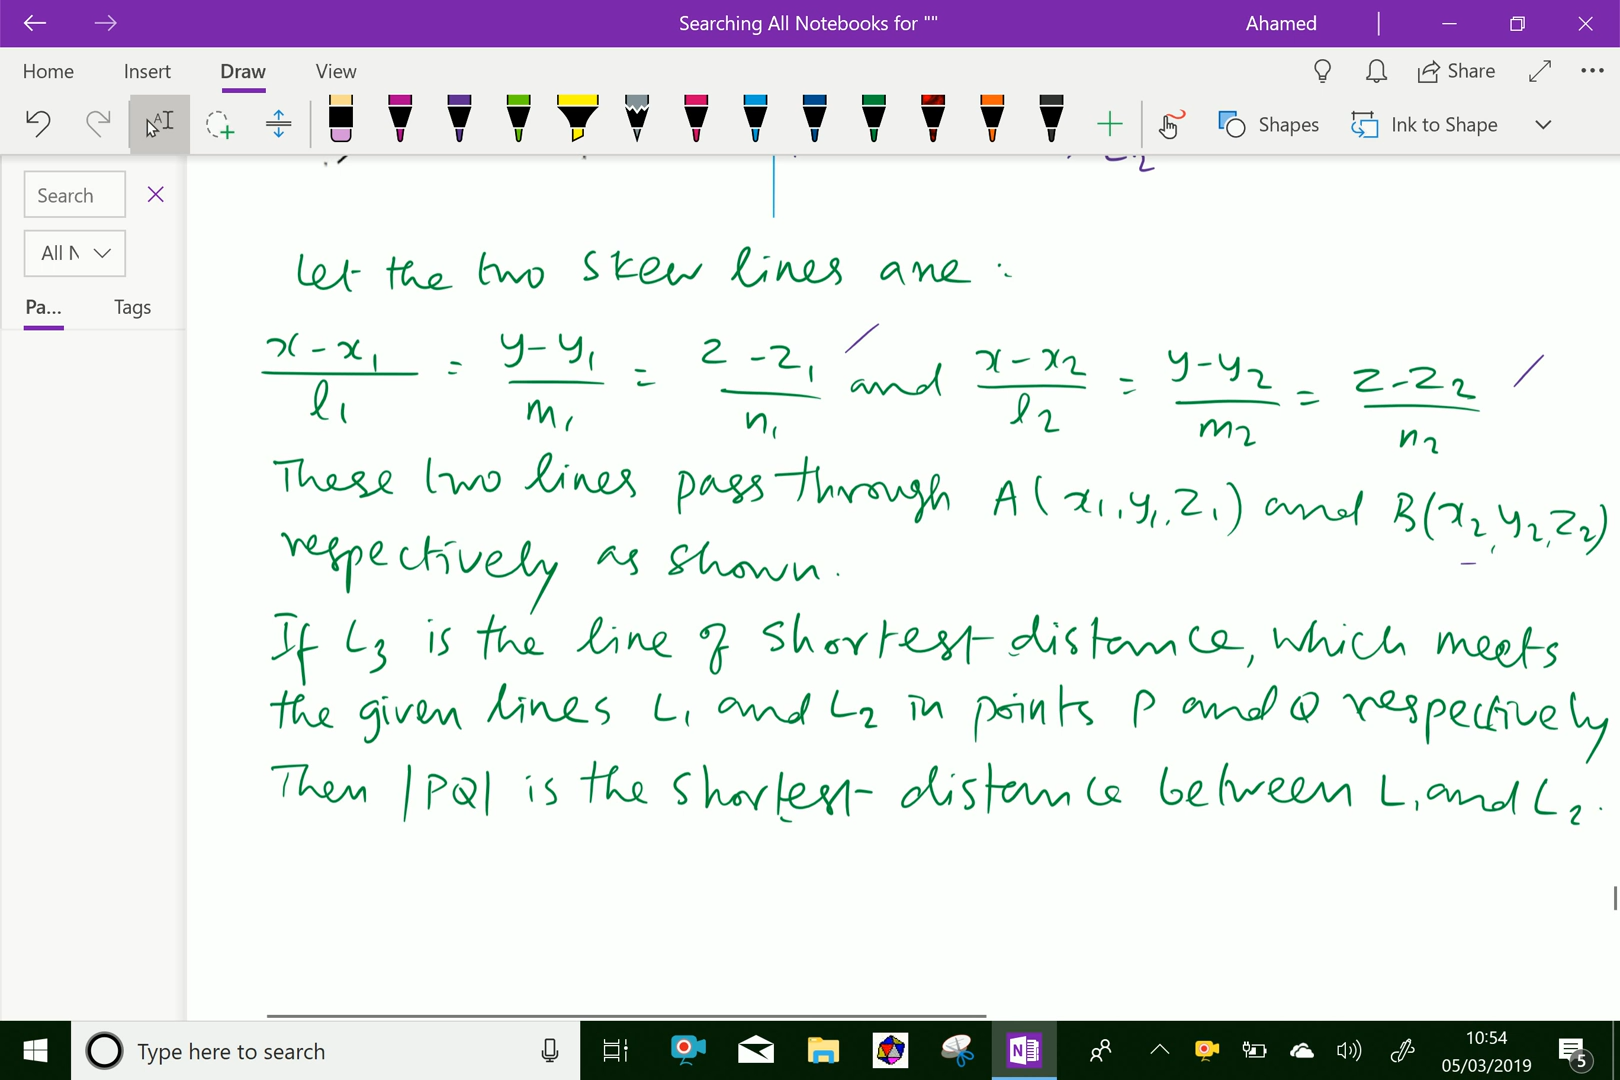 Searching All Notebooks for ""
Ahamed
Home Insert Draw View
Share
Shapes
Ink to Shape
Search
All N
Pa... Tags
L2
Let the two skew lines are :
x-x₁/l₁ = y-y₁/m₁ = z-z₁/n₁ and x-x₂/l₂ = y-y₂/m₂ = z-z₂/n₂
These two lines pass through A(x₁,y₁,z₁) and B(x₂,y₂,z₂)
respectively as shown.
If L₃ is the line of shortest distance, which meets
the given lines L₁ and L₂ in points P and Q respectively
Then |PQ| is the shortest distance between L₁ and L₂.
Type here to search
10:54
05/03/2019
5